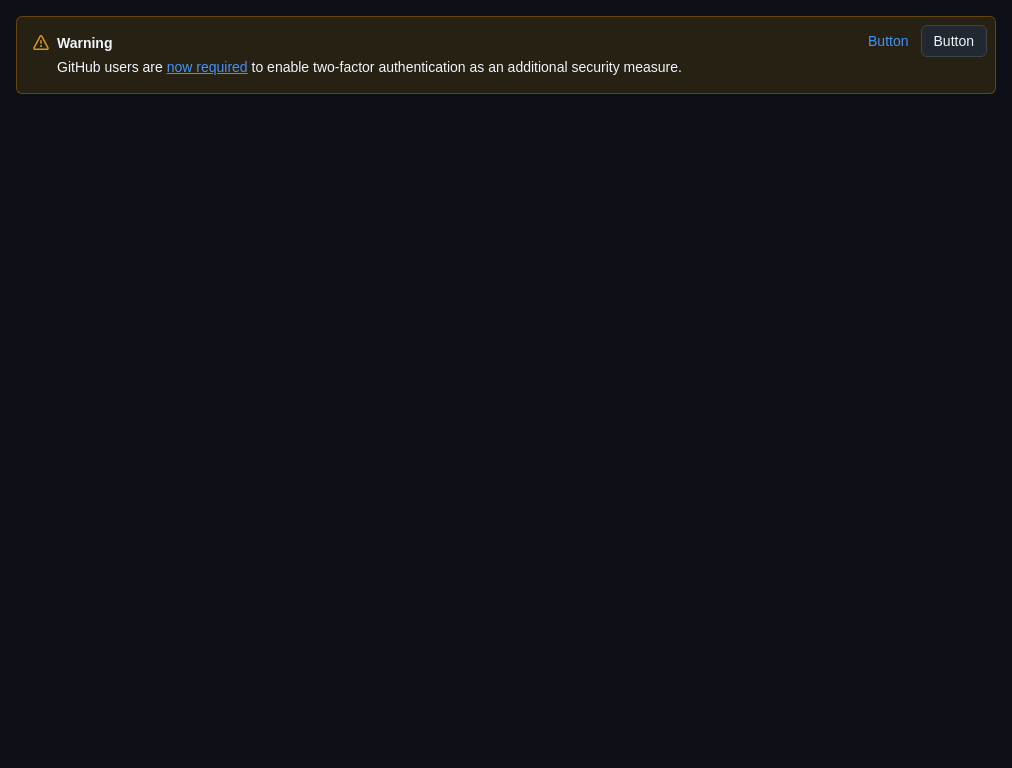 Warning
GitHub users are now required to enable two-factor authentication as an additional security measure.
Button
Button